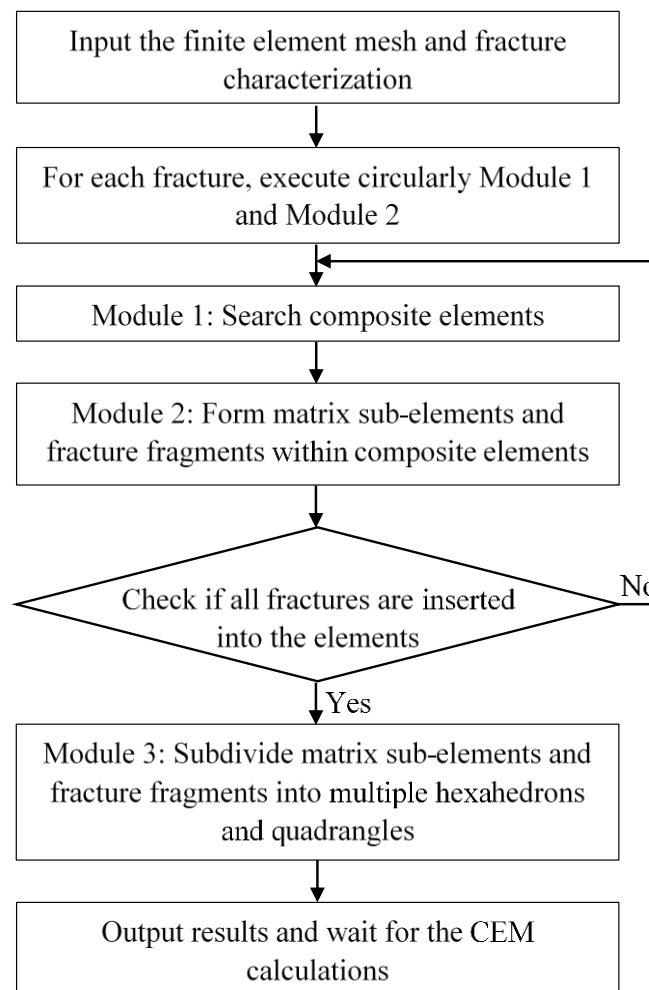 Input the finite element mesh and fracture
characterization
For each fracture, execute circularly Module 1
and Module 2
Module 1: Search composite elements
Module 2: Form matrix sub-elements and
fracture fragments within composite elements
Check if all fractures are inserted
into the elements
No
Yes
Module 3: Subdivide matrix sub-elements and
fracture fragments into multiple hexahedrons
and quadrangles
Output results and wait for the CEM
calculations